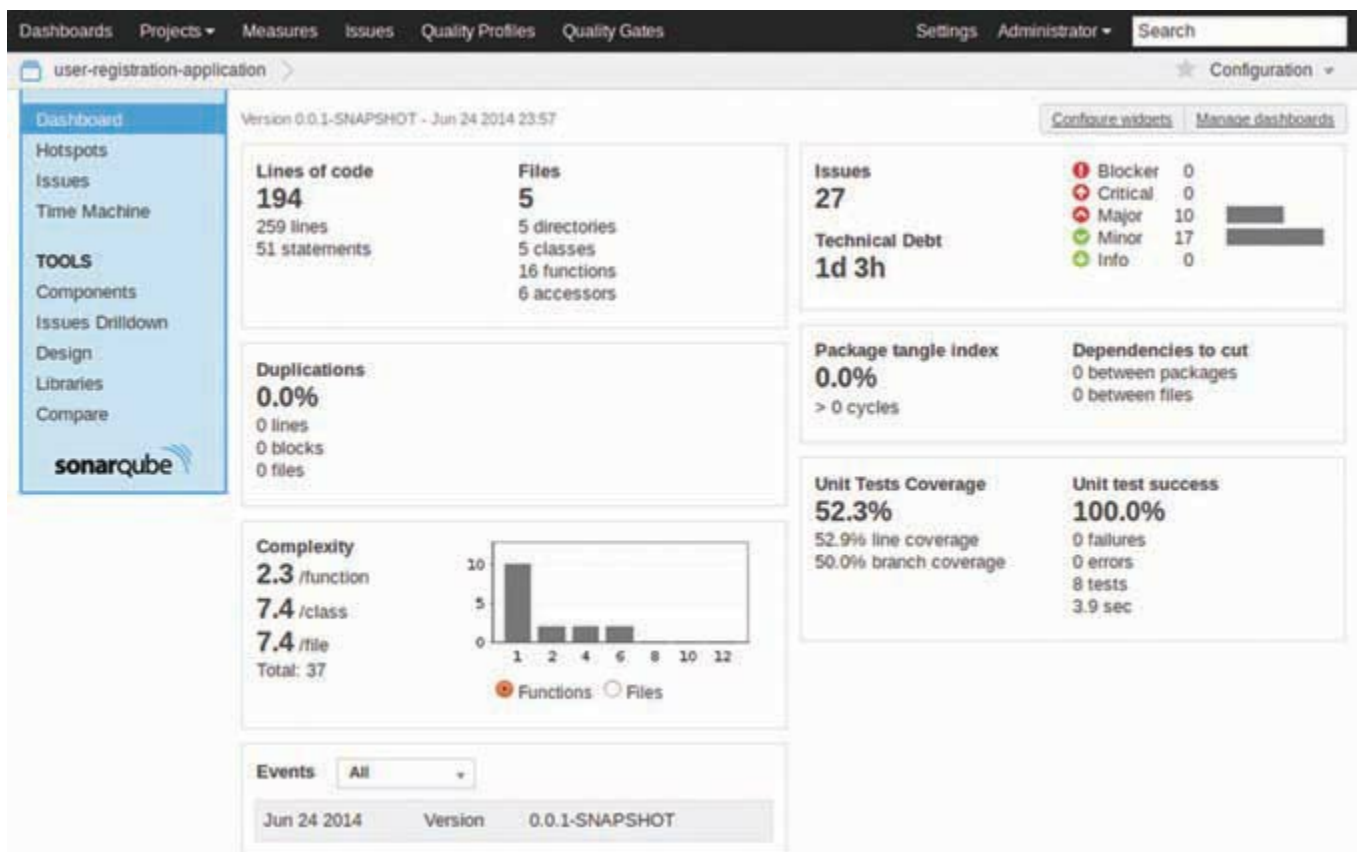 Dashboards Projects Measures Issues Quality Profiles Quality Gates Settings Administrator Search
user-registration-application Configuration
Dashboard
Hotspots
Issues
Time Machine
TOOLS
Components
Issues Drilldown
Design
Libraries
Compare
sonarqube
Version 0.0.1-SNAPSHOT - Jun 24 2014 23:57
Configure widgets Manage dashboards
Lines of code
194
259 lines
51 statements
Files
5
5 directories
5 classes
16 functions
6 accessors
Duplications
0.0%
0 lines
0 blocks
0 files
Complexity
2.3 /function
7.4 /class
7.4 /file
Total: 37
10
5
0
1 2 4 6 8 10 12
Functions Files
Events All
Jun 24 2014 Version 0.0.1-SNAPSHOT
Issues
27
Technical Debt
1d 3h
Blocker 0
Critical 0
Major 10
Minor 17
Info 0
Package tangle index
0.0%
> 0 cycles
Dependencies to cut
0 between packages
0 between files
Unit Tests Coverage
52.3%
52.9% line coverage
50.0% branch coverage
Unit test success
100.0%
0 failures
0 errors
8 tests
3.9 sec